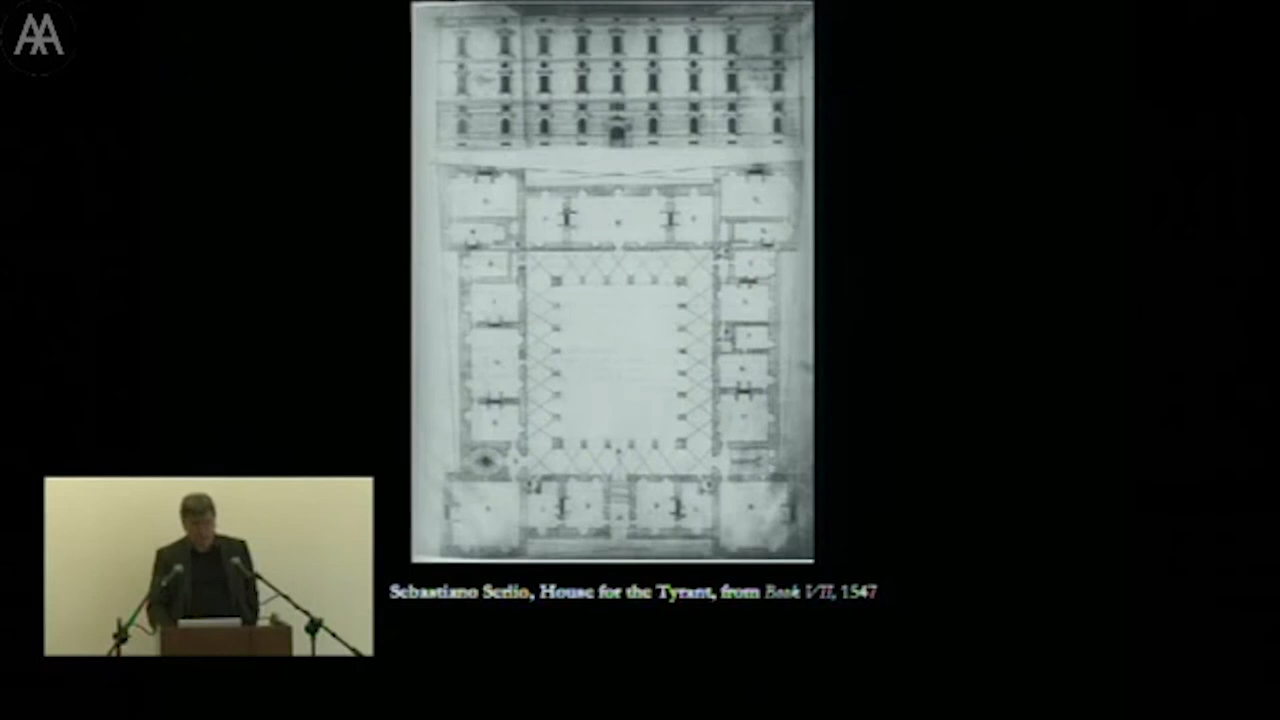 AA
Sebastiano Serlio, House for the Tyrant, from Book VII, 1547